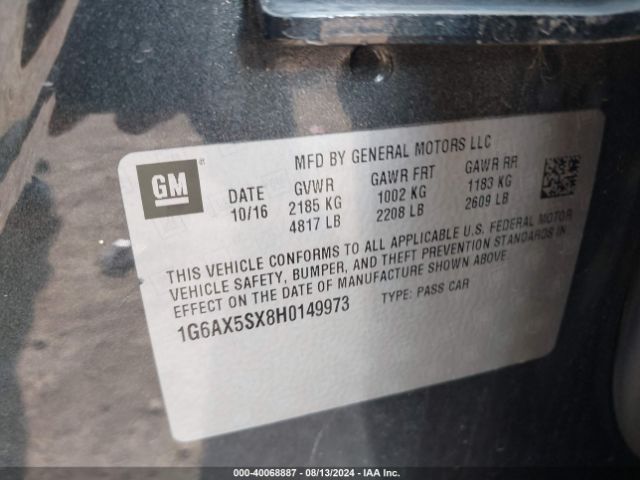 MFD BY GENERAL MOTORS LLC
GM
DATE GVWR GAWR FRT GAWR RR
10/16 2185 KG 1002 KG 1183 KG
4817 LB 2208 LB 2609 LB
THIS VEHICLE CONFORMS TO ALL APPLICABLE U.S. FEDERAL MOTOR
VEHICLE SAFETY, BUMPER, AND THEFT PREVENTION STANDARDS IN
EFFECT ON THE DATE OF MANUFACTURE SHOWN ABOVE.
1G6AX5SX8H0149973 TYPE: PASS CAR
000-40068887 - 08/13/2024 - IAA Inc.